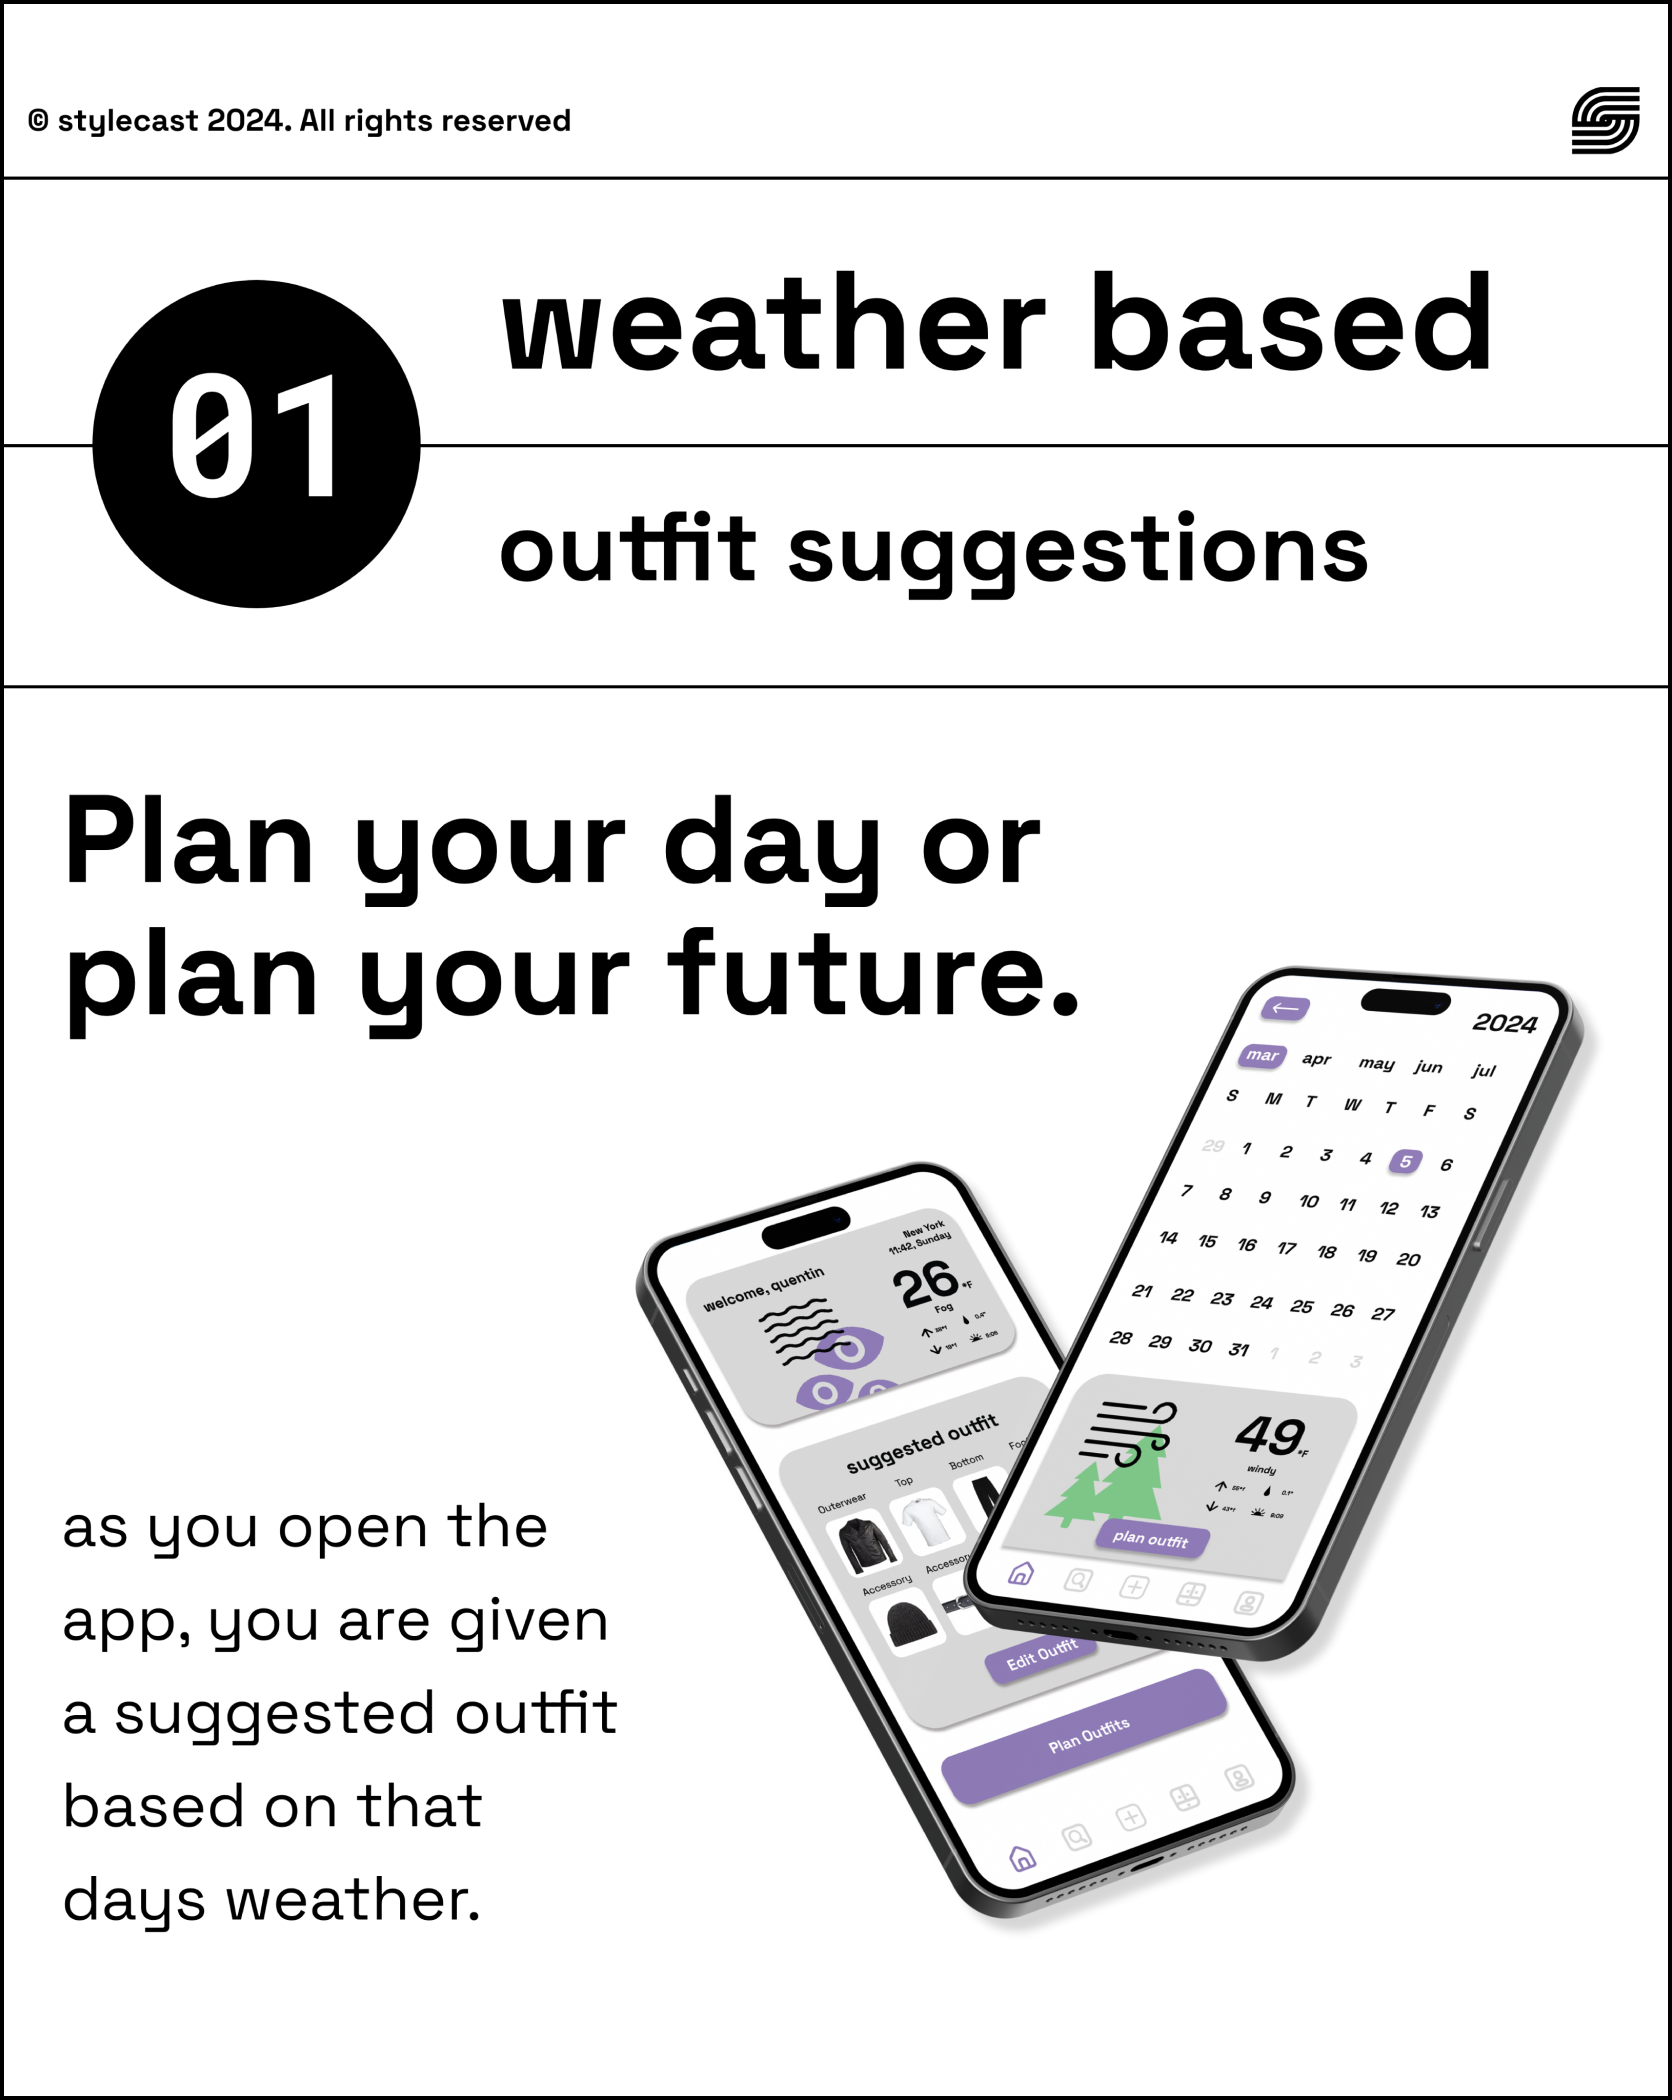 © stylecast 2024. All rights reserved
01
weather based
outfit suggestions
Plan your day or
plan your future.
as you open the
app, you are given
a suggested outfit
based on that
days weather.
New York
11:42, Sunday
welcome, quentin
26 °F
Fog
suggested outfit
Outerwear Top Bottom
Accessory
Edit Outfit
Plan Outfits
2024
mar apr may jun jul
S M T W T F S
29 1 2 3 4 5 6
7 8 9 10 11 12 13
14 15 16 17 18 19 20
21 22 23 24 25 26 27
28 29 30 31 1 2 3
49 °F
windy
plan outfit